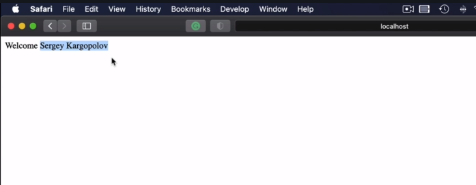 Safari File Edit View History Bookmarks Develop Window Help
localhost
Welcome Sergey Kargopolov